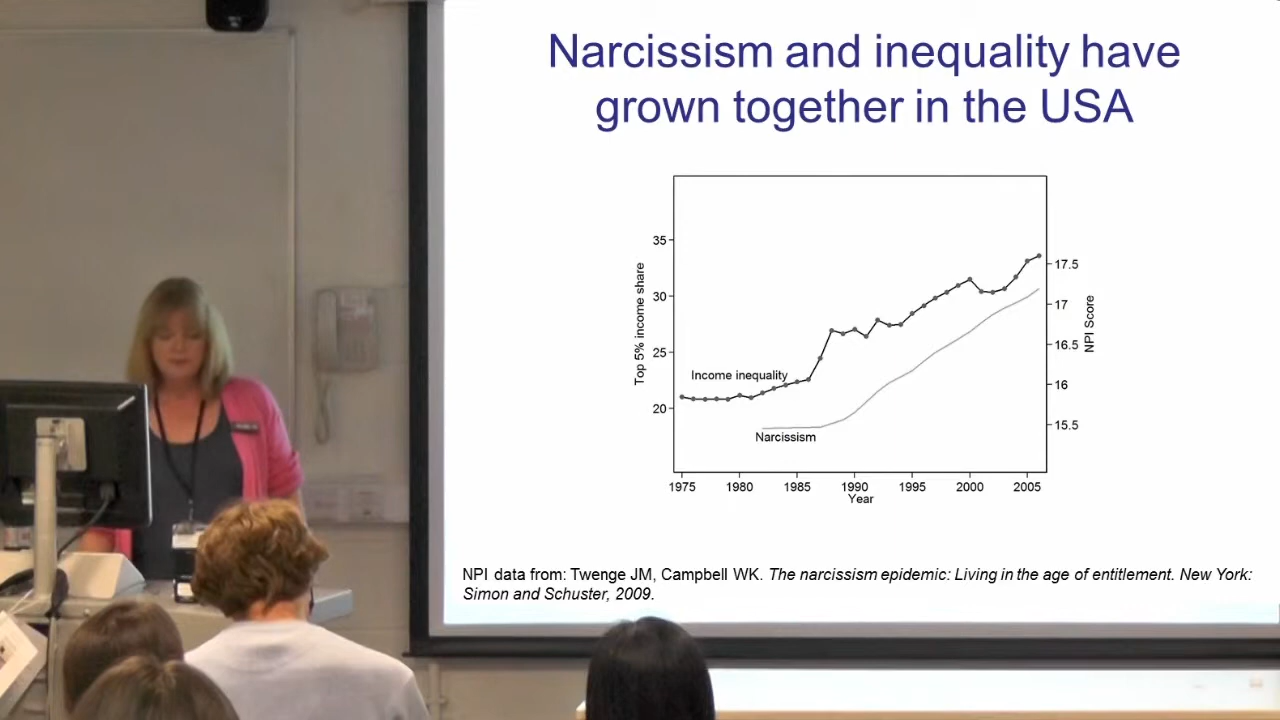 Narcissism and inequality have
grown together in the USA
35
30
25
20
Top 5% income share
17.5
17
16.5
16
15.5
NPI Score
Income inequality
Narcissism
1975 1980 1985 1990 1995 2000 2005
Year
NPI data from: Twenge JM, Campbell WK. The narcissism epidemic: Living in the age of entitlement. New York:
Simon and Schuster, 2009.